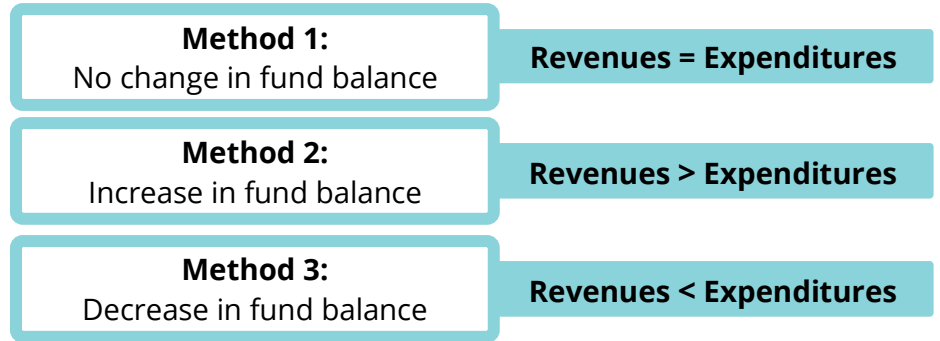 Method 1:
No change in fund balance
Revenues = Expenditures
Method 2:
Increase in fund balance
Revenues > Expenditures
Method 3:
Decrease in fund balance
Revenues < Expenditures